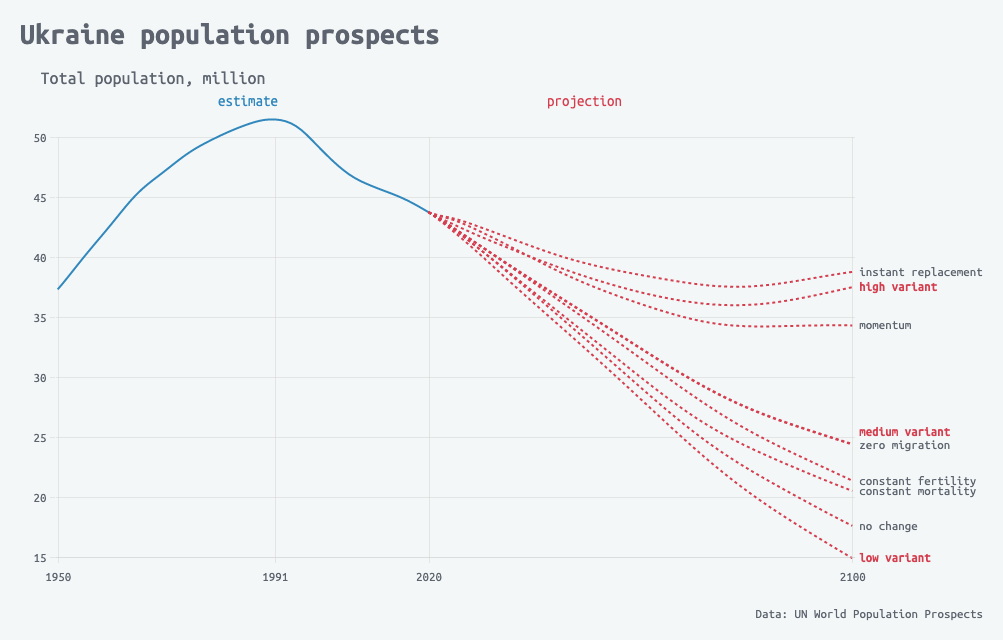 Ukraine population prospects
Total population, million
estimate
projection
50
45
40
35
30
25
20
15
instant replacement
high variant
momentum
medium variant
zero migration
constant fertility
constant mortality
no change
low variant
1950
1991
2020
2100
Data: UN World Population Prospects